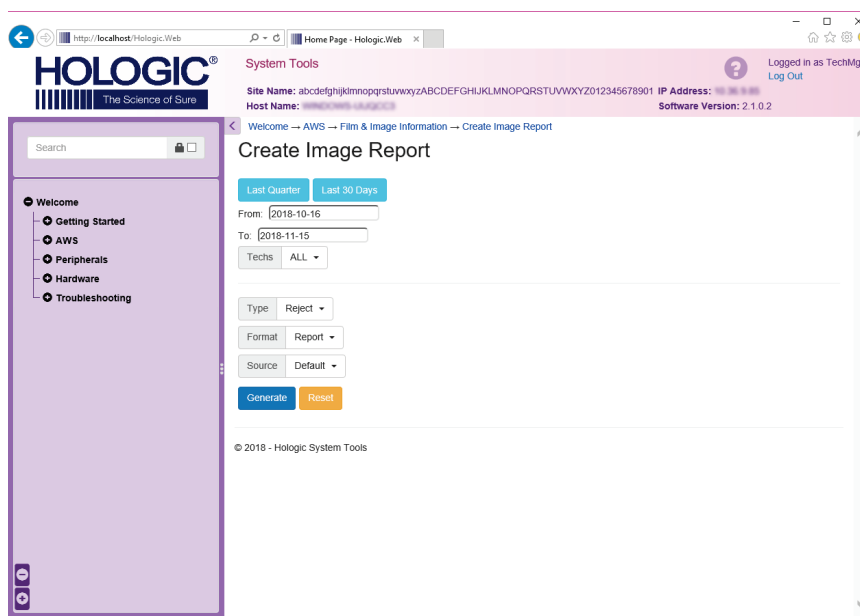 http://localhost/Hologic.Web
Home Page - Hologic.Web
HOLOGIC®
The Science of Sure
System Tools
Logged in as TechMg
Log Out
Site Name: abcdefghijklmnopqrstuvwxyzABCDEFGHIJKLMNOPQRSTUVWXYZ012345678901 IP Address:
Host Name:
Software Version: 2.1.0.2
Welcome → AWS → Film & Image Information → Create Image Report
Search
Create Image Report
Last Quarter Last 30 Days
From: 2018-10-16
To: 2018-11-15
Techs ALL
Welcome
Getting Started
AWS
Peripherals
Hardware
Troubleshooting
Type Reject
Format Report
Source Default
Generate Reset
© 2018 - Hologic System Tools